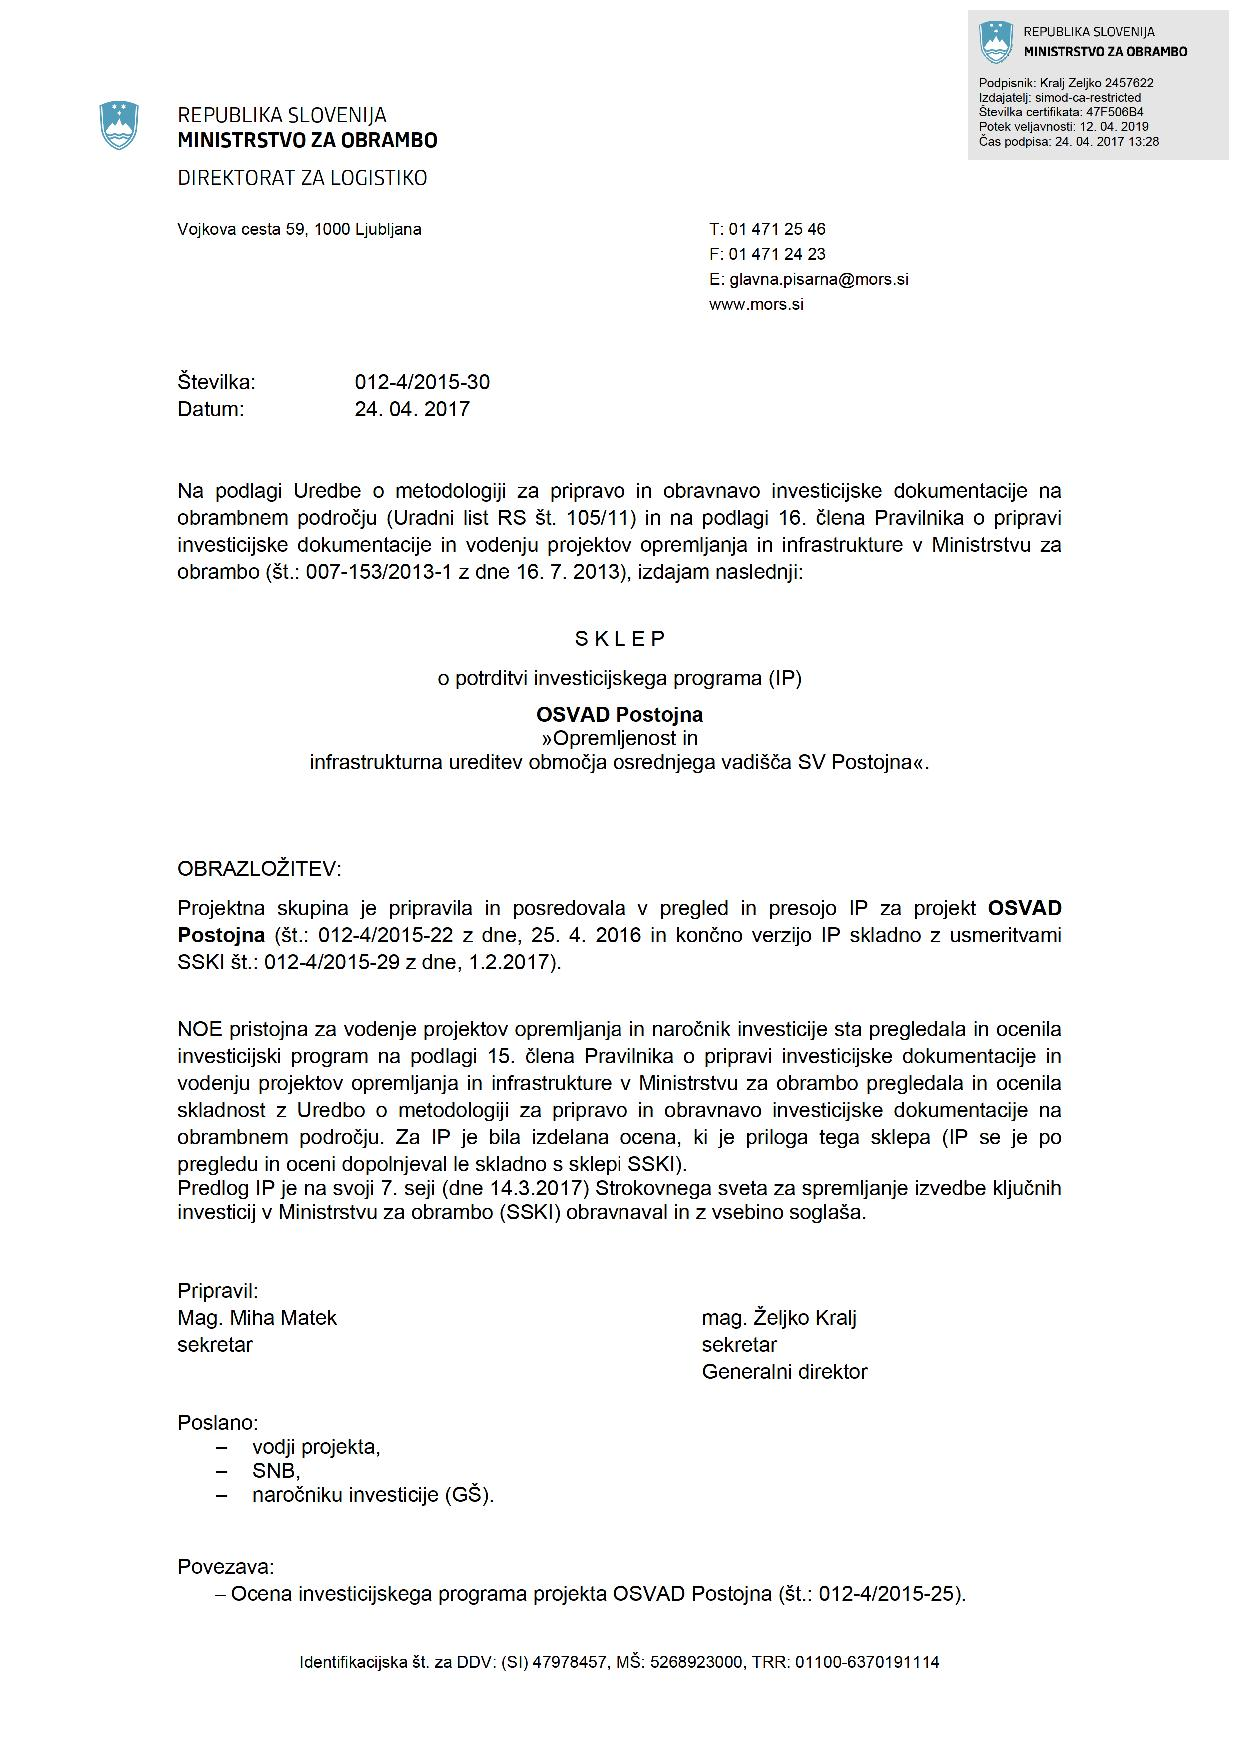 REPUBLIKA SLOVENIJA
MINISTRSTVO ZA OBRAMBO
Podpisnik: Kralj Zeljko 2457622
Izdajatelj: simod-ca-restricted
Številka certifikata: 47F506B4
Potek veljavnosti: 12. 04. 2019
Čas podpisa: 24. 04. 2017 13:28
REPUBLIKA SLOVENIJA
MINISTRSTVO ZA OBRAMBO
DIREKTORAT ZA LOGISTIKO
Vojkova cesta 59, 1000 Ljubljana
T: 01 471 25 46
F: 01 471 24 23
E: glavna.pisarna@mors.si
www.mors.si
Številka: 012-4/2015-30
Datum: 24. 04. 2017
Na podlagi Uredbe o metodologiji za pripravo in obravnavo investicijske dokumentacije na
obrambnem področju (Uradni list RS št. 105/11) in na podlagi 16. člena Pravilnika o pripravi
investicijske dokumentacije in vodenju projektov opremljanja in infrastrukture v Ministrstvu za
obrambo (št.: 007-153/2013-1 z dne 16. 7. 2013), izdajam naslednji:
S K L E P
o potrditvi investicijskega programa (IP)
OSVAD Postojna
»Opremljenost in
infrastrukturna ureditev območja osrednjega vadišča SV Postojna«.
OBRAZLOŽITEV:
Projektna skupina je pripravila in posredovala v pregled in presojo IP za projekt OSVAD
Postojna (št.: 012-4/2015-22 z dne, 25. 4. 2016 in končno verzijo IP skladno z usmeritvami
SSKI št.: 012-4/2015-29 z dne, 1.2.2017).
NOE pristojna za vodenje projektov opremljanja in naročnik investicije sta pregledala in ocenila
investicijski program na podlagi 15. člena Pravilnika o pripravi investicijske dokumentacije in
vodenju projektov opremljanja in infrastrukture v Ministrstvu za obrambo pregledala in ocenila
skladnost z Uredbo o metodologiji za pripravo in obravnavo investicijske dokumentacije na
obrambnem področju. Za IP je bila izdelana ocena, ki je priloga tega sklepa (IP se je po
pregledu in oceni dopolnjeval le skladno s sklepi SSKI).
Predlog IP je na svoji 7. seji (dne 14.3.2017) Strokovnega sveta za spremljanje izvedbe ključnih
investicij v Ministrstvu za obrambo (SSKI) obravnaval in z vsebino soglaša.
Pripravil:
Mag. Miha Matek
sekretar
mag. Željko Kralj
sekretar
Generalni direktor
Poslano:
– vodji projekta,
– SNB,
– naročniku investicije (GŠ).
Povezava:
– Ocena investicijskega programa projekta OSVAD Postojna (št.: 012-4/2015-25).
Identifikacijska št. za DDV: (SI) 47978457, MŠ: 5268923000, TRR: 01100-6370191114